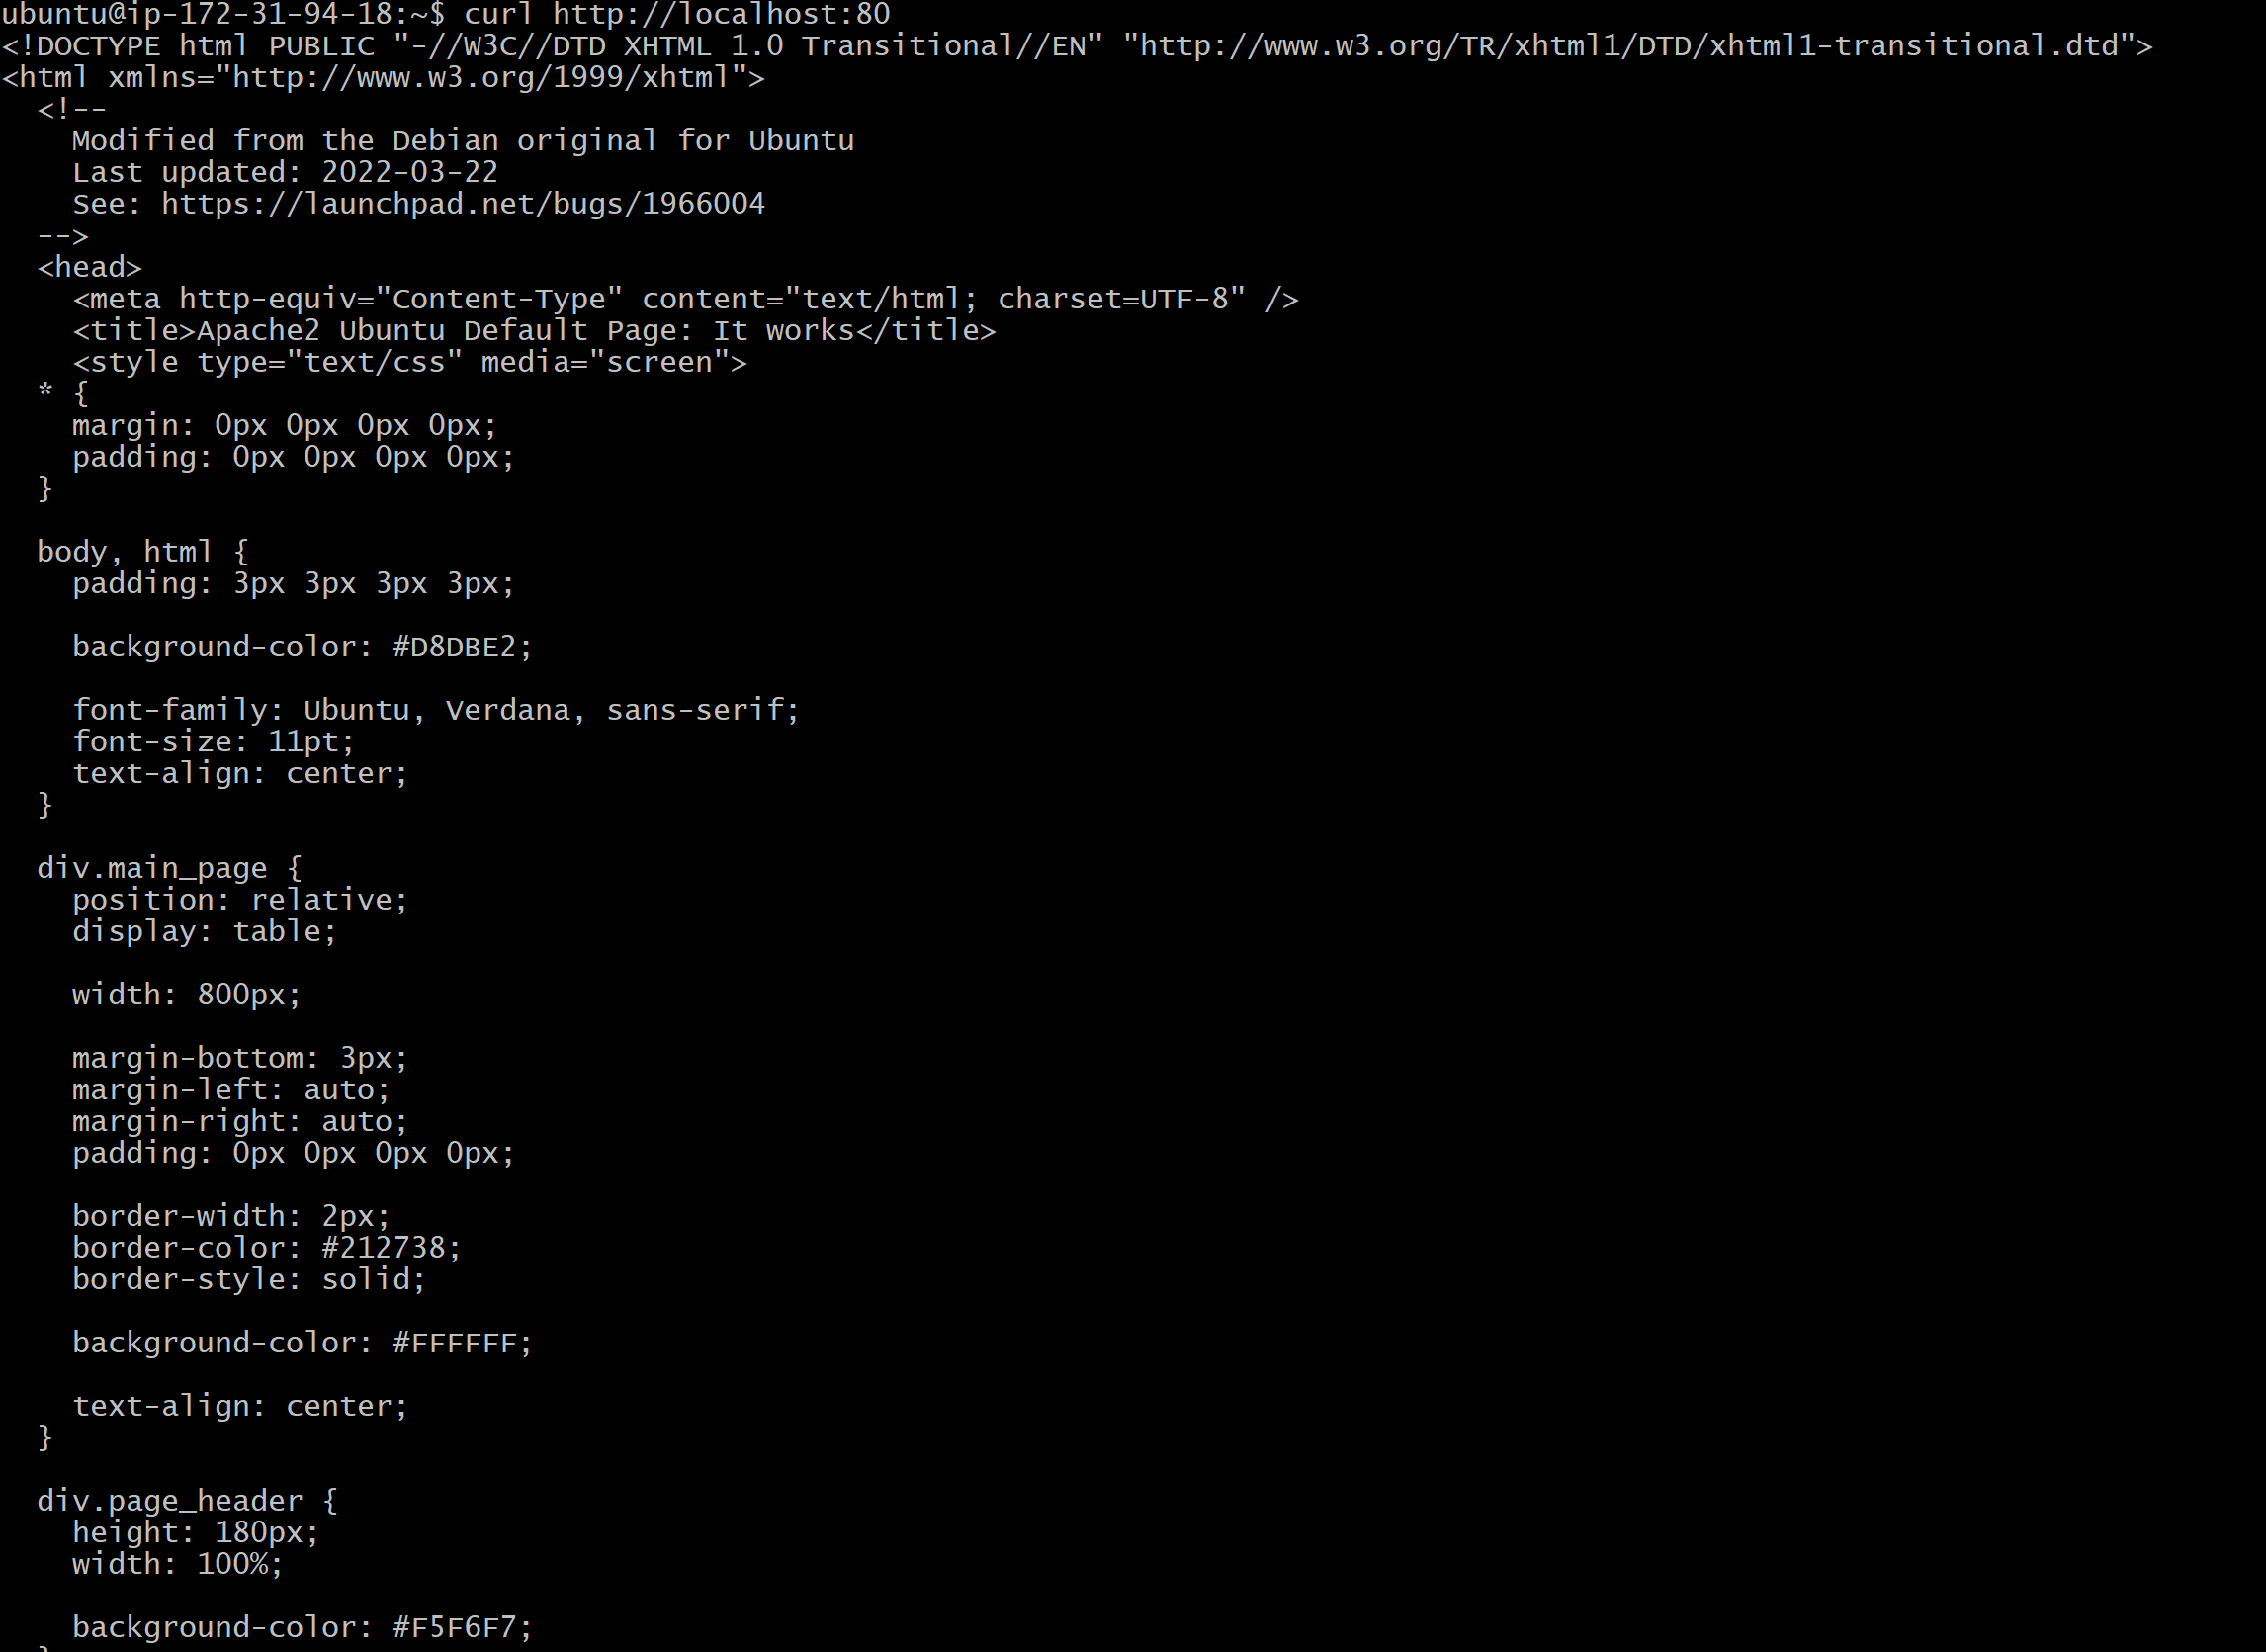 ubuntu@ip-172-31-94-18:~$ curl http://localhost:80
<!DOCTYPE html PUBLIC "-//W3C//DTD XHTML 1.0 Transitional//EN" "http://www.w3.org/TR/xhtml1/DTD/xhtml1-transitional.dtd">
<html xmlns="http://www.w3.org/1999/xhtml">
  <!--
    Modified from the Debian original for Ubuntu
    Last updated: 2022-03-22
    See: https://launchpad.net/bugs/1966004
  -->
  <head>
    <meta http-equiv="Content-Type" content="text/html; charset=UTF-8" />
    <title>Apache2 Ubuntu Default Page: It works</title>
    <style type="text/css" media="screen">
  * {
    margin: 0px 0px 0px 0px;
    padding: 0px 0px 0px 0px;
  }

  body, html {
    padding: 3px 3px 3px 3px;

    background-color: #D8DBE2;

    font-family: Ubuntu, Verdana, sans-serif;
    font-size: 11pt;
    text-align: center;
  }

  div.main_page {
    position: relative;
    display: table;

    width: 800px;

    margin-bottom: 3px;
    margin-left: auto;
    margin-right: auto;
    padding: 0px 0px 0px 0px;

    border-width: 2px;
    border-color: #212738;
    border-style: solid;

    background-color: #FFFFFF;

    text-align: center;
  }

  div.page_header {
    height: 180px;
    width: 100%;

    background-color: #F5F6F7;
  }